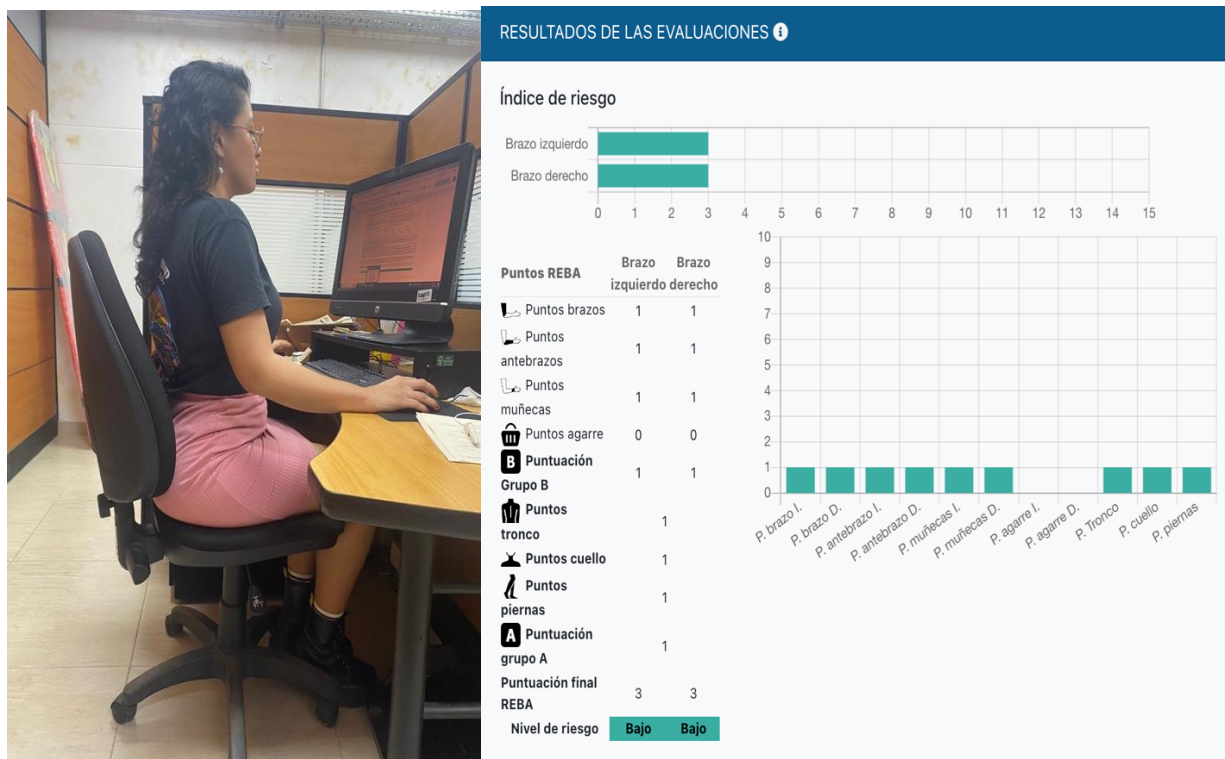 RESULTADOS DE LAS EVALUACIONES
Índice de riesgo
Brazo izquierdo
Brazo derecho
0 1 2 3 4 5 6 7 8 9 10 11 12 13 14 15
Puntos REBA
Brazo izquierdo
Brazo derecho
Puntos brazos 1 1
Puntos
antebrazos
1 1
Puntos
muñecas
1 1
Puntos agarre 0 0
B Puntuación
Grupo B
1 1
Puntos
tronco
1
Puntos cuello 1
Puntos
piernas
1
A Puntuación
grupo A
1
Puntuación final
REBA
3 3
Nivel de riesgo Bajo Bajo
10
9
8
7
6
5
4
3
2
1
0
P. brazo I.
P. brazo D.
P. antebrazo I.
P. antebrazo D.
P. muñecas I.
P. muñecas D.
P. agarre I.
P. agarre D.
P. Tronco
P. cuello
P. piernas